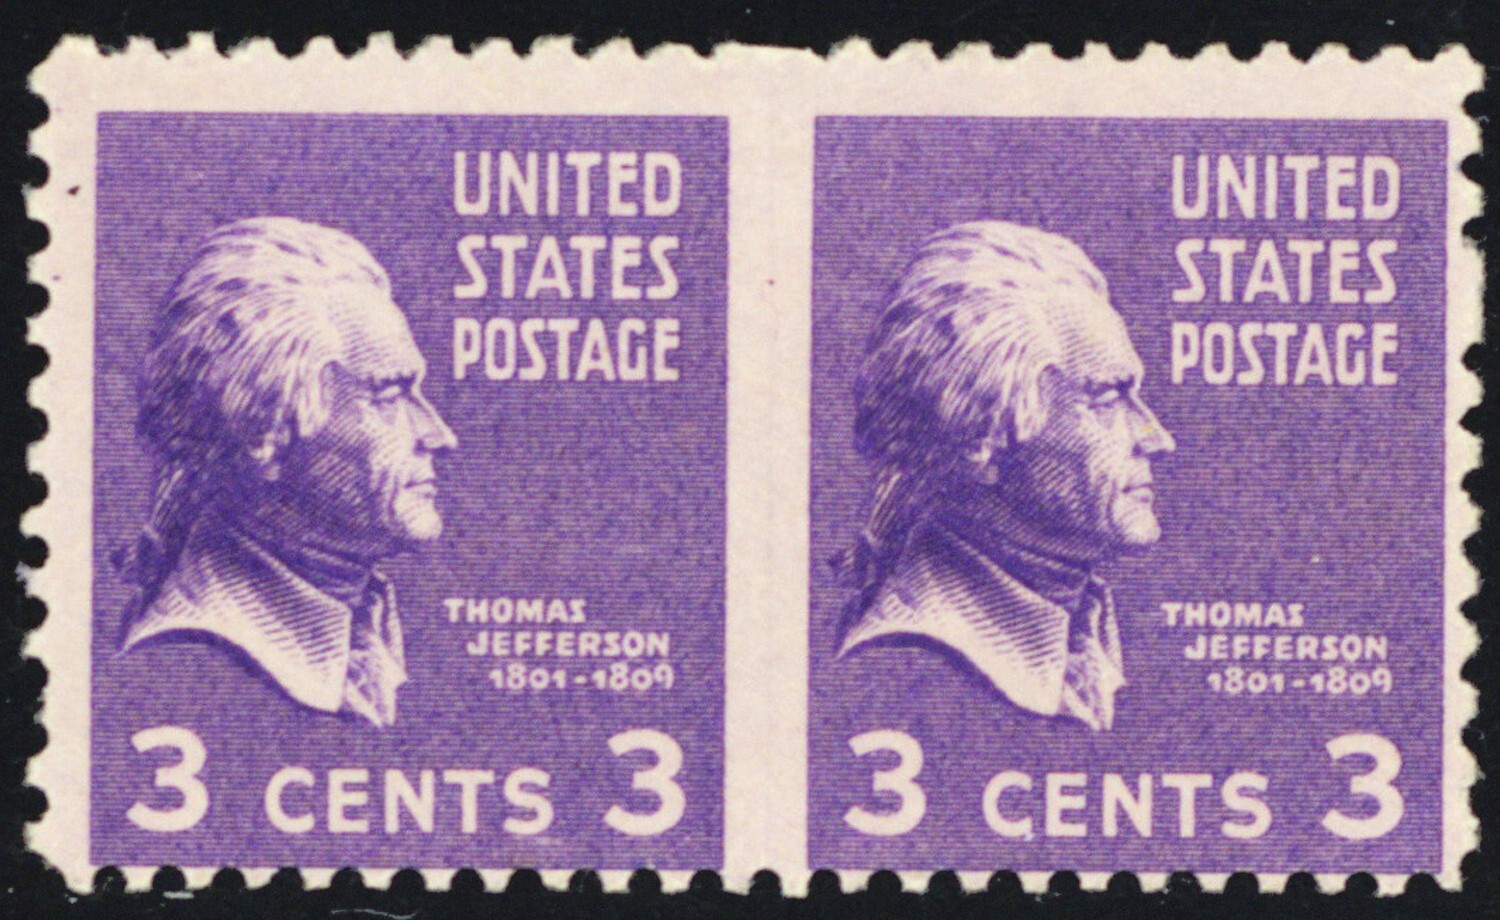 UNITED
STATES
POSTAGE
THOMAS
JEFFERSON
1801-1809
3 CENTS 3
UNITED
STATES
POSTAGE
THOMAS
JEFFERSON
1801-1809
3 CENTS 3